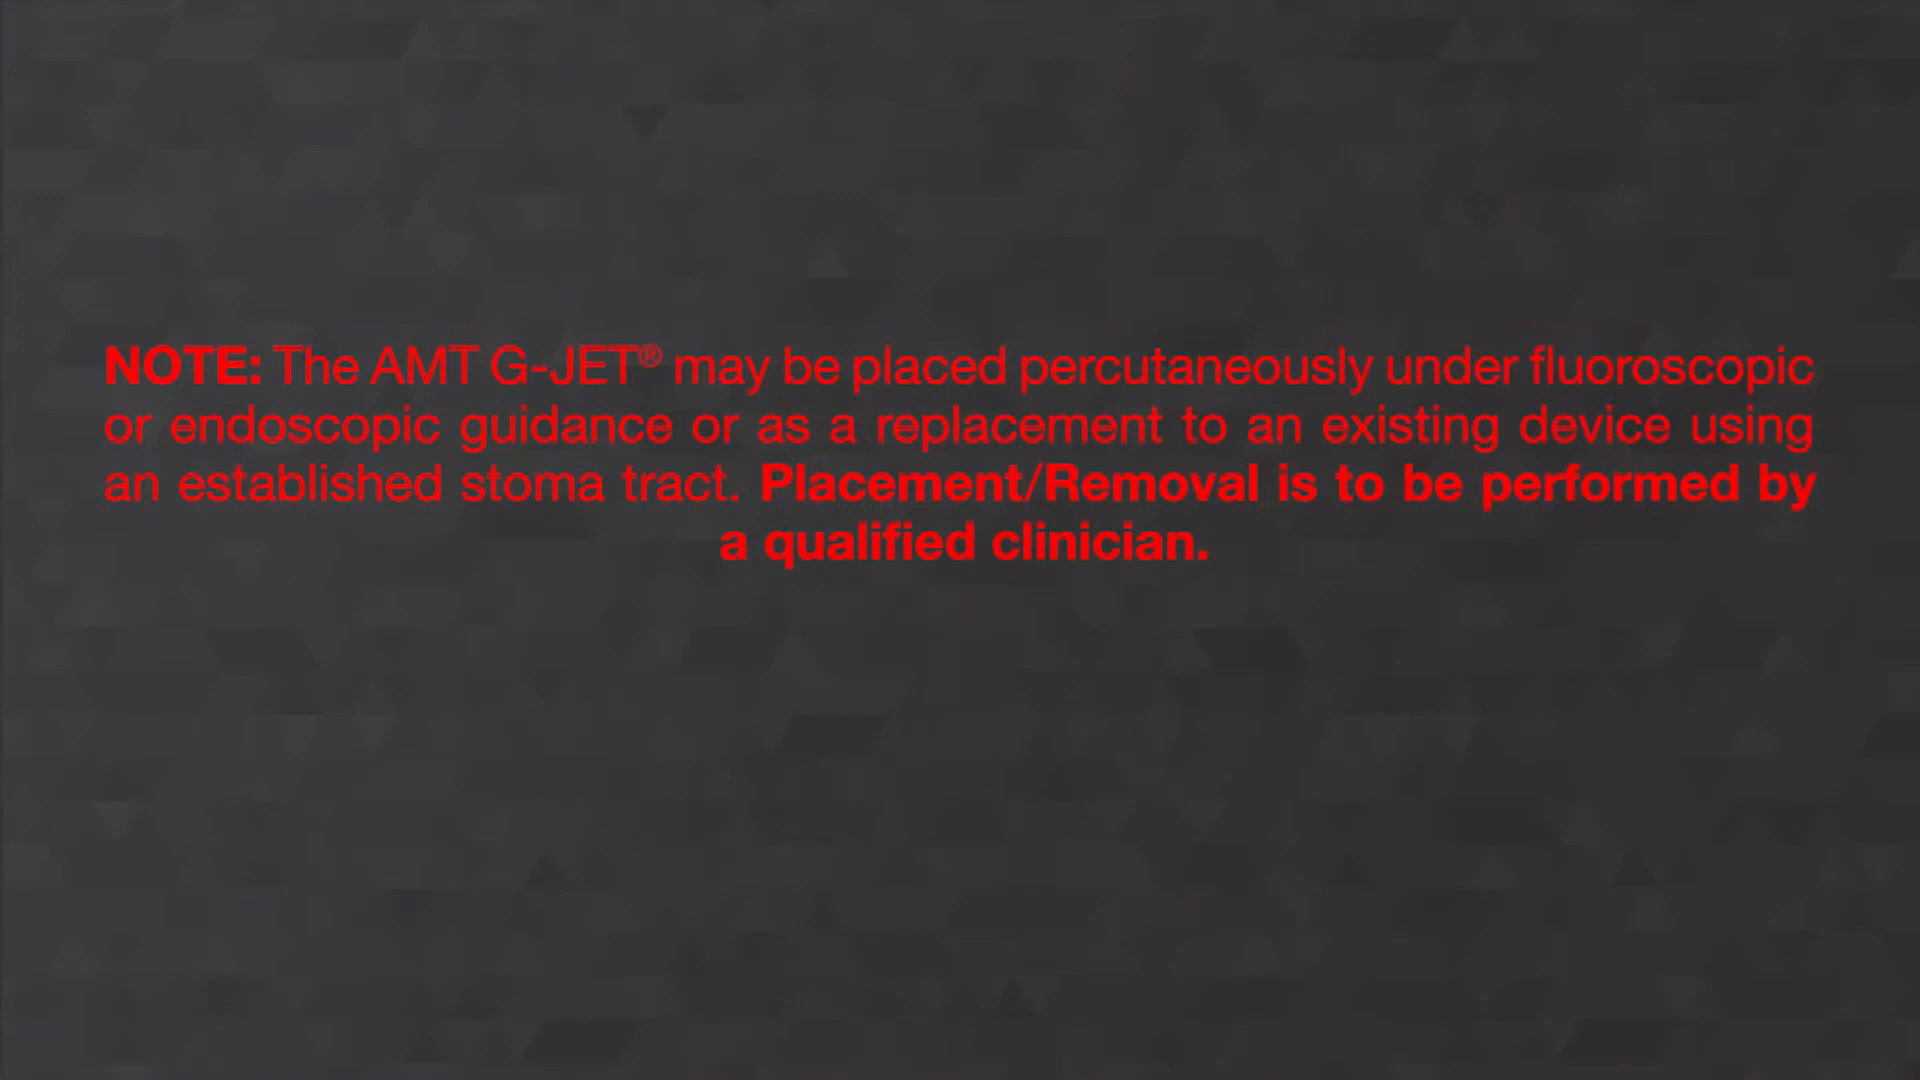 NOTE: The AMT G-JET® may be placed percutaneously under fluoroscopic
or endoscopic guidance or as a replacement to an existing device using
an established stoma tract. Placement/Removal is to be performed by
a qualified clinician.